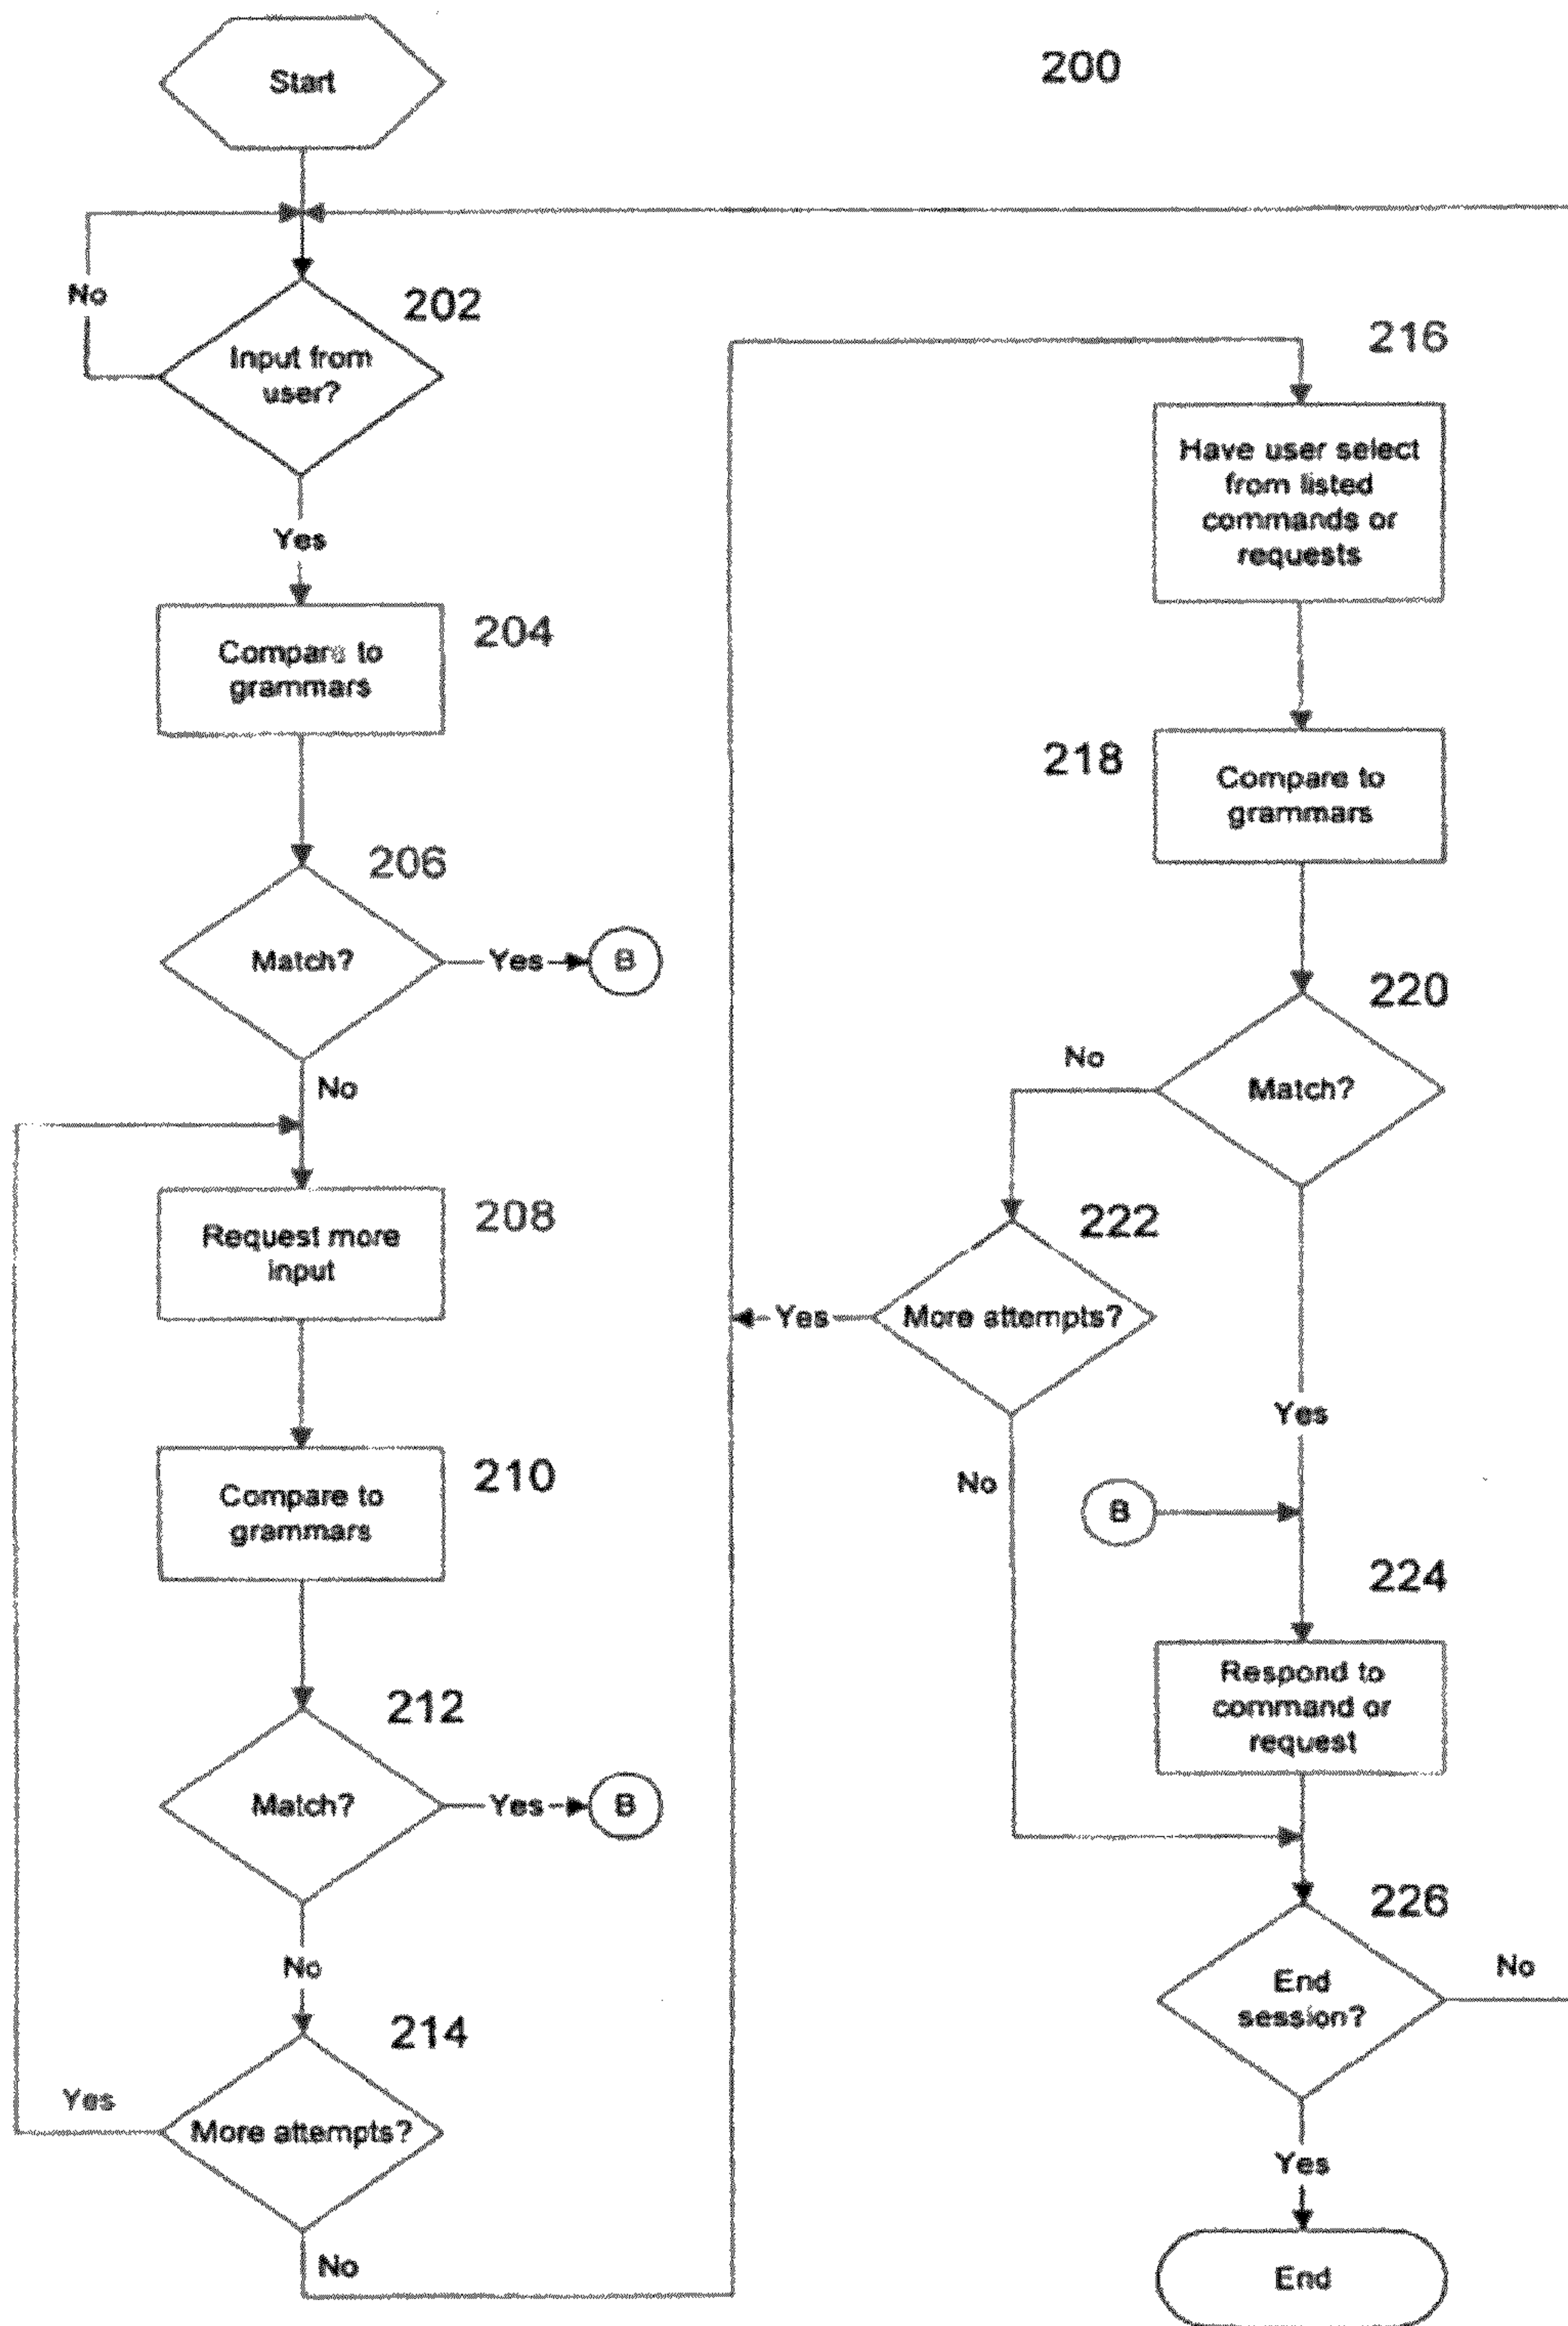 Start
200
No
202
Input from
user?
Yes
Compare to
grammars
204
206
Match?
Yes
B
No
Request more
input
208
Compare to
grammars
210
212
Match?
Yes
B
No
214
Yes
More attempts?
No
216
Have user select
from listed
commands or
requests
218
Compare to
grammars
220
No
Match?
222
Yes
More attempts?
Yes
No
B
224
Respond to
command or
request
226
End
session?
No
Yes
End